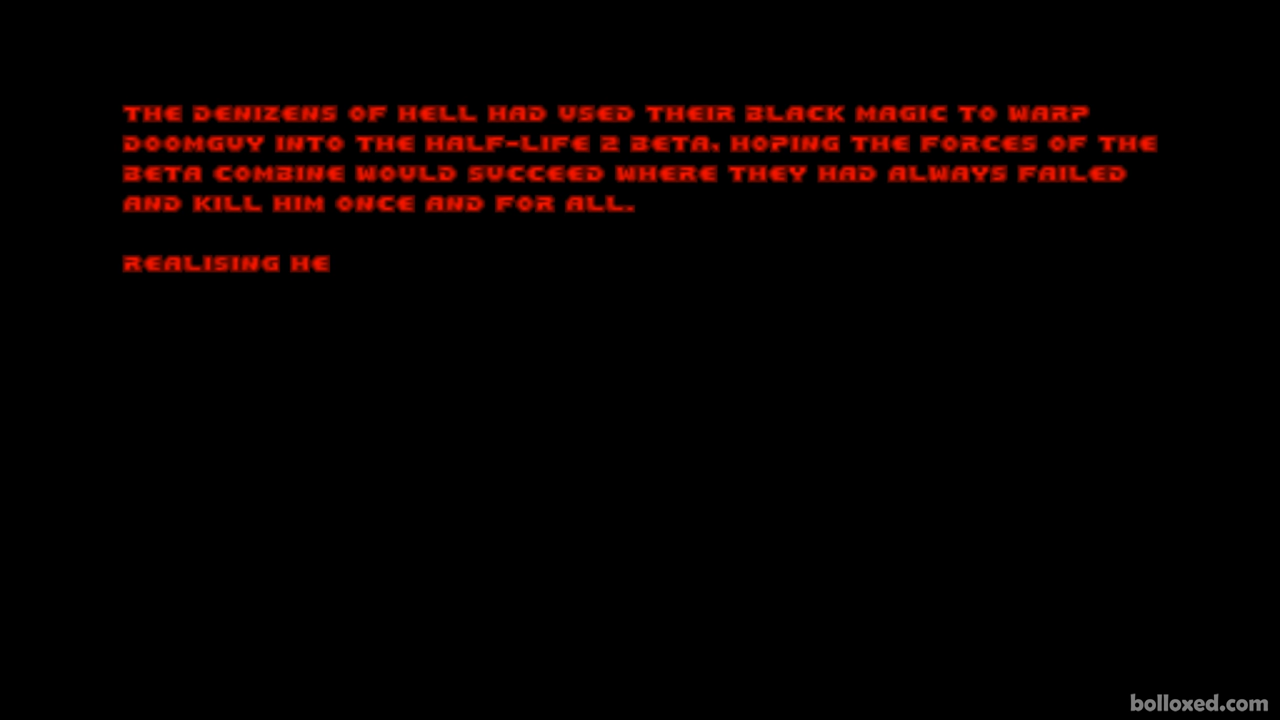 THE DENIZENS OF HELL HAD USED THEIR BLACK MAGIC TO WARP
DOOMGUY INTO THE HALF-LIFE 2 BETA, HOPING THE FORCES OF THE
BETA COMBINE WOULD SUCCEED WHERE THEY HAD ALWAYS FAILED
AND KILL HIM ONCE AND FOR ALL.
REALISING HE
bolloxed.com